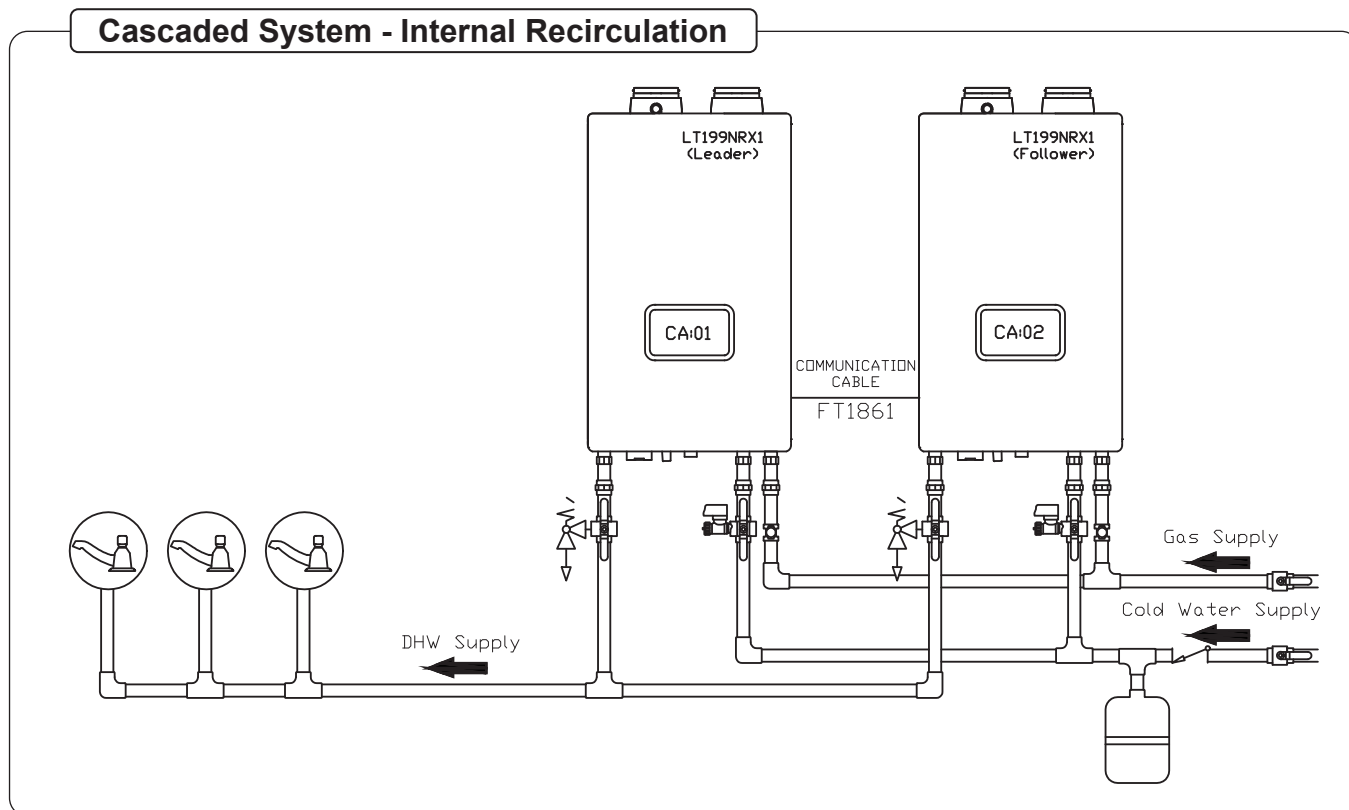 Cascaded System - Internal Recirculation
LT199NRX1
(Leader)
LT199NRX1
(Follower)
CA:01
CA:02
COMMUNICATION
CABLE
FT1861
Gas Supply
Cold Water Supply
DHW Supply